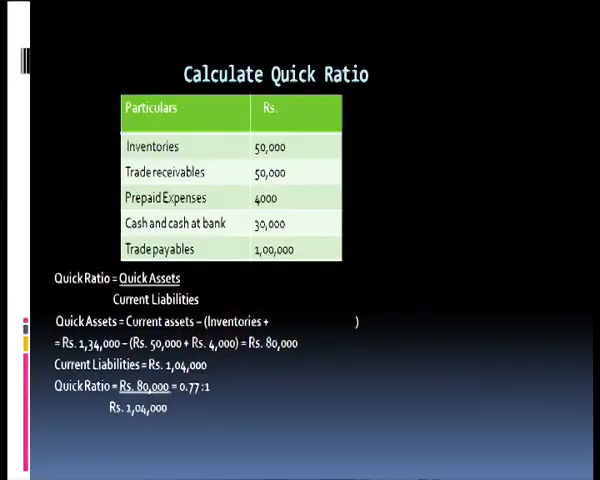 Calculate Quick Ratio
Particulars Rs.
Inventories 50,000
Trade receivables 50,000
Prepaid Expenses 4000
Cash and cash at bank 30,000
Trade payables 1,00,000
Quick Ratio = Quick Assets
Current Liabilities
Quick Assets = Current assets – (Inventories + )
= Rs. 1,34,000 – (Rs. 50,000 + Rs. 4,000) = Rs. 80,000
Current Liabilities = Rs. 1,04,000
Quick Ratio = Rs. 80,000 = 0.77 : 1
Rs. 1,04,000